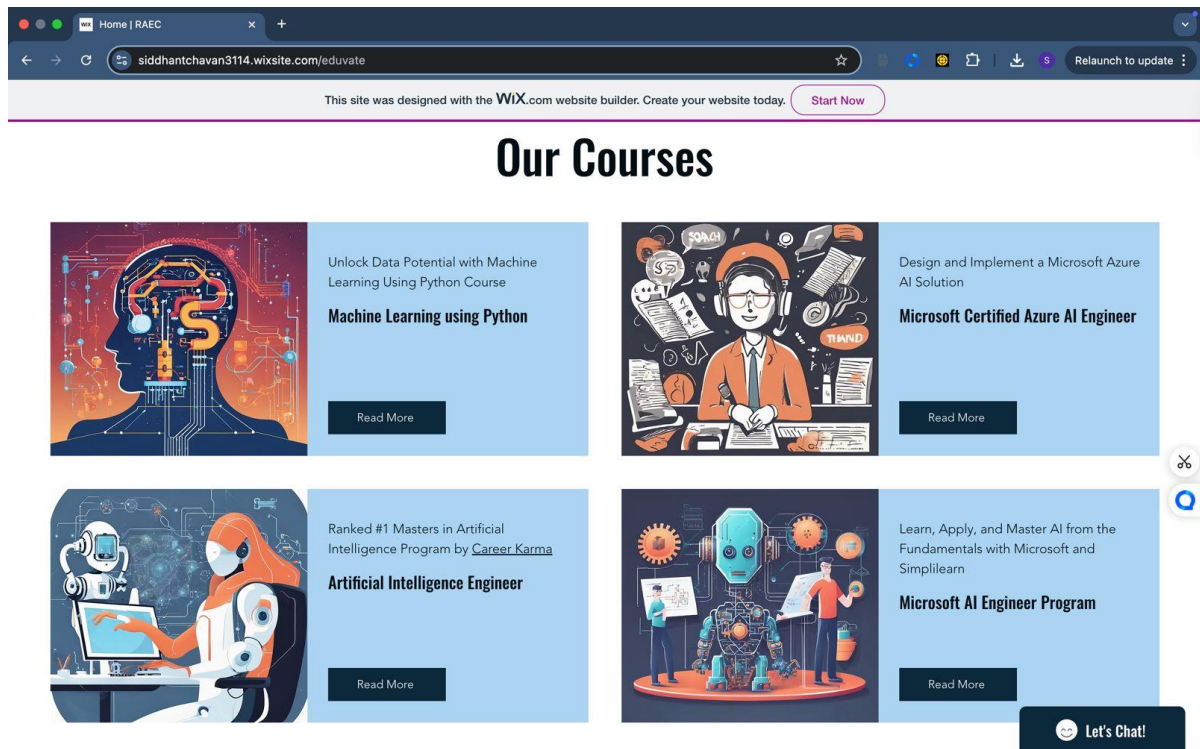 Home | RAEC
siddhantchavan3114.wixsite.com/eduvate
S
Relaunch to update
This site was designed with the WiX.com website builder. Create your website today.
Start Now
Our Courses
Unlock Data Potential with Machine
Learning Using Python Course
Machine Learning using Python
Read More
SOACH
THAND
Design and Implement a Microsoft Azure
AI Solution
Microsoft Certified Azure AI Engineer
Read More
Ranked #1 Masters in Artificial
Intelligence Program by Career Karma
Artificial Intelligence Engineer
Read More
Learn, Apply, and Master AI from the
Fundamentals with Microsoft and
Simplilearn
Microsoft AI Engineer Program
Read More
Let's Chat!